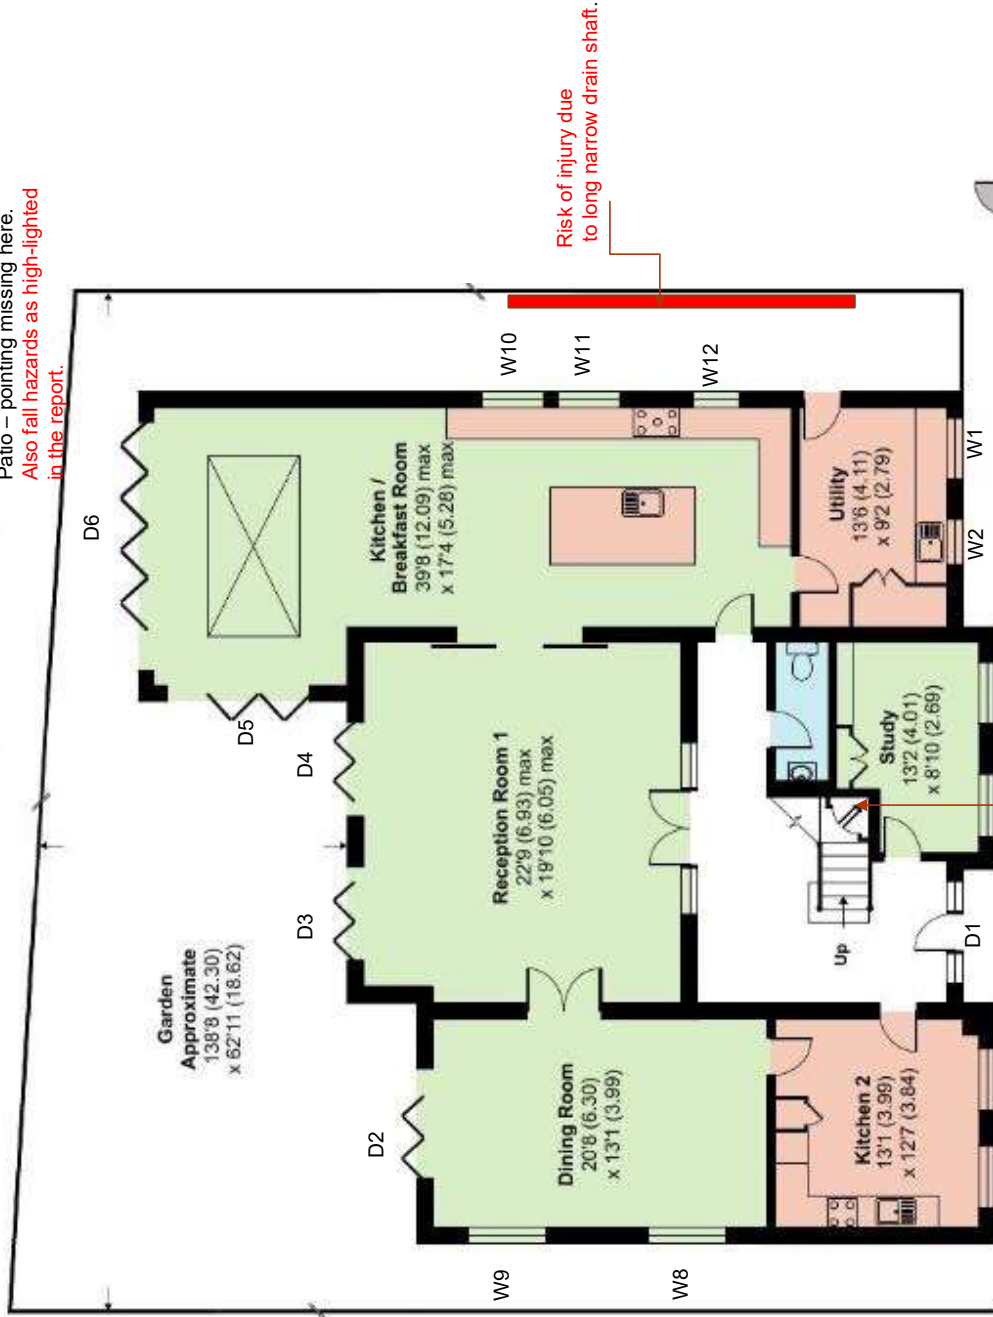 Patio – pointing missing here.
Also fall hazards as high-lighted
in the report.
Risk of injury due
to long narrow drain shaft.
D6
W10
W11
W12
Kitchen /
Breakfast Room
39'8 (12.09) max
x 17'4 (5.28) max
Utility
13'6 (4.11)
x 9'2 (2.79)
W1
W2
D5
D4
D3
Reception Room 1
22'9 (6.93) max
x 19'10 (6.05) max
Study
13'2 (4.01)
x 8'10 (2.69)
Up
D1
Garden
Approximate
138'8 (42.30)
x 62'11 (18.62)
D2
Dining Room
20'8 (6.30)
x 13'1 (3.99)
Kitchen 2
13'1 (3.99)
x 12'7 (3.84)
W9
W8